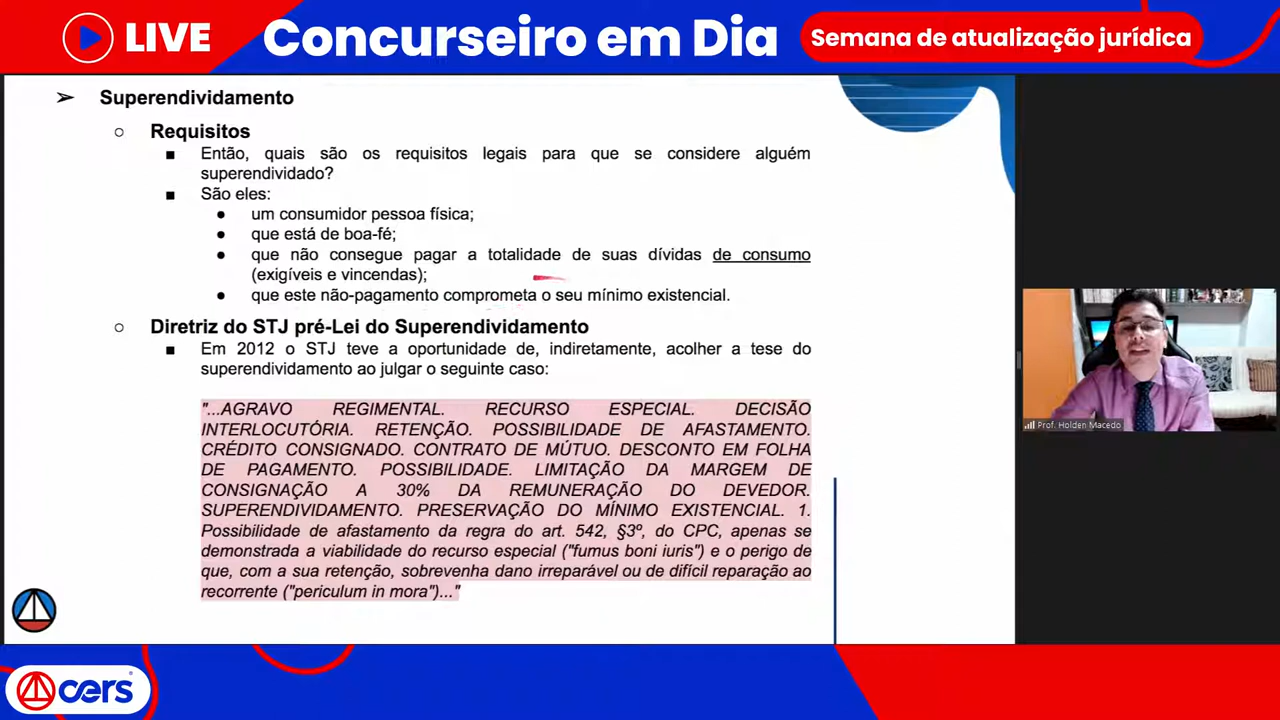 LIVE
Concurseiro em Dia
Semana de atualização jurídica
➢ Superendividamento
○ Requisitos
■ Então, quais são os requisitos legais para que se considere alguém
superendividado?
■ São eles:
● um consumidor pessoa física;
● que está de boa-fé;
● que não consegue pagar a totalidade de suas dívidas de consumo
(exigíveis e vincendas);
● que este não-pagamento comprometa o seu mínimo existencial.
○ Diretriz do STJ pré-Lei do Superendividamento
■ Em 2012 o STJ teve a oportunidade de, indiretamente, acolher a tese do
superendividamento ao julgar o seguinte caso:
"...AGRAVO REGIMENTAL. RECURSO ESPECIAL. DECISÃO
INTERLOCUTÓRIA. RETENÇÃO. POSSIBILIDADE DE AFASTAMENTO.
CRÉDITO CONSIGNADO. CONTRATO DE MÚTUO. DESCONTO EM FOLHA
DE PAGAMENTO. POSSIBILIDADE. LIMITAÇÃO DA MARGEM DE
CONSIGNAÇÃO A 30% DA REMUNERAÇÃO DO DEVEDOR.
SUPERENDIVIDAMENTO. PRESERVAÇÃO DO MÍNIMO EXISTENCIAL. 1.
Possibilidade de afastamento da regra do art. 542, §3º, do CPC, apenas se
demonstrada a viabilidade do recurso especial ("fumus boni iuris") e o perigo de
que, com a sua retenção, sobrevenha dano irreparável ou de difícil reparação ao
recorrente ("periculum in mora")..."
Prof. Holden Macedo
cers